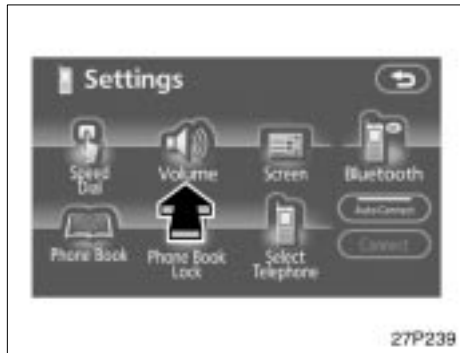 Settings
Speed
Dial
Volume
Screen
Bluetooth
Auto Connect
Connect
Phone Book
Phone Book
Lock
Select
Telephone
27P239